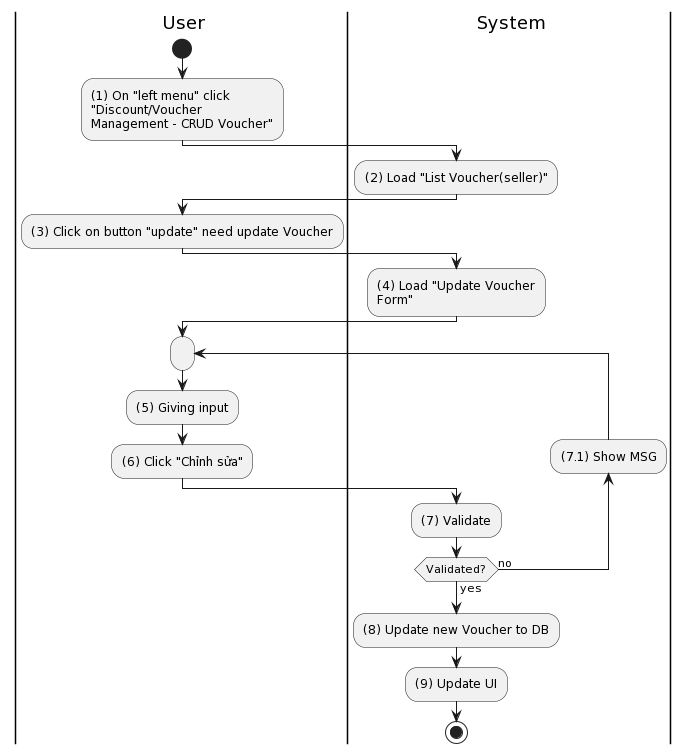 User
System
(1) On "left menu" click
"Discount/Voucher
Management - CRUD Voucher"
(2) Load "List Voucher(seller)"
(3) Click on button "update" need update Voucher
(4) Load "Update Voucher
Form"
(5) Giving input
(6) Click "Chỉnh sửa"
(7.1) Show MSG
(7) Validate
Validated?
no
yes
(8) Update new Voucher to DB
(9) Update UI